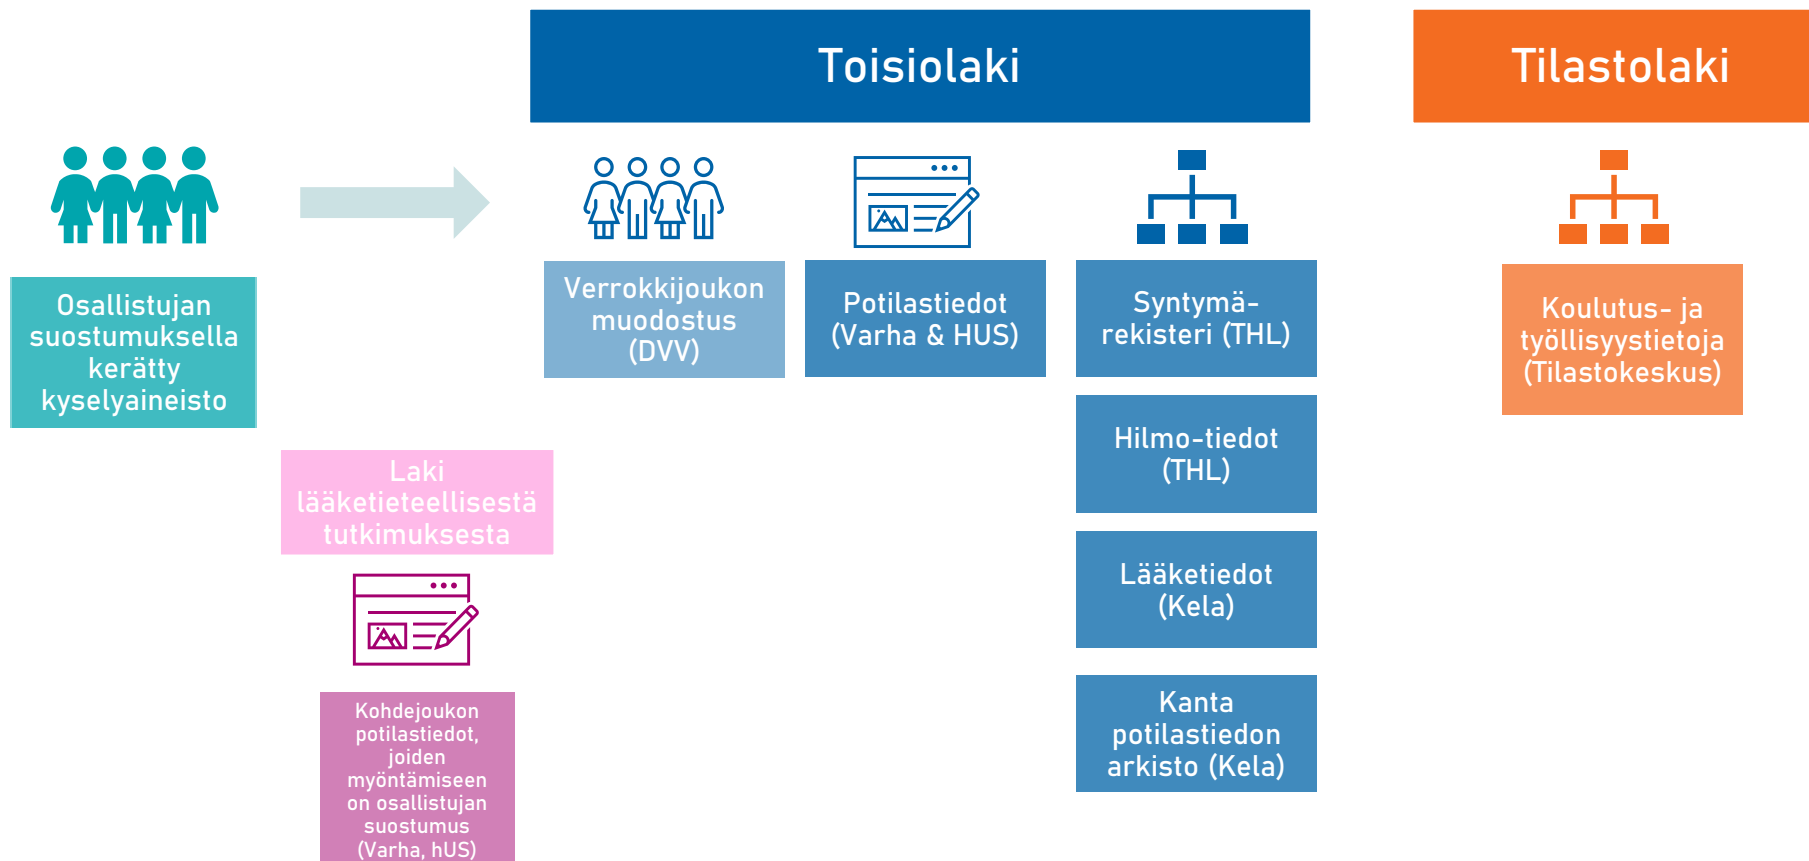 Toisiolaki
Tilastolaki
Osallistujan
suostumuksella
kerätty
kyselyaineisto
Verrokkijoukon
muodostus
(DVV)
Potilastiedot
(Varha & HUS)
Syntymä-
rekisteri (THL)
Koulutus- ja
työllisyystietoja
(Tilastokeskus)
Hilmo-tiedot
(THL)
Lääketiedot
(Kela)
Kanta
potilastiedon
arkisto (Kela)
Laki
lääketieteellisestä
tutkimuksesta
Kohdejoukon
potilastiedot,
joiden
myöntämiseen
on osallistujan
suostumus
(Varha, hUS)